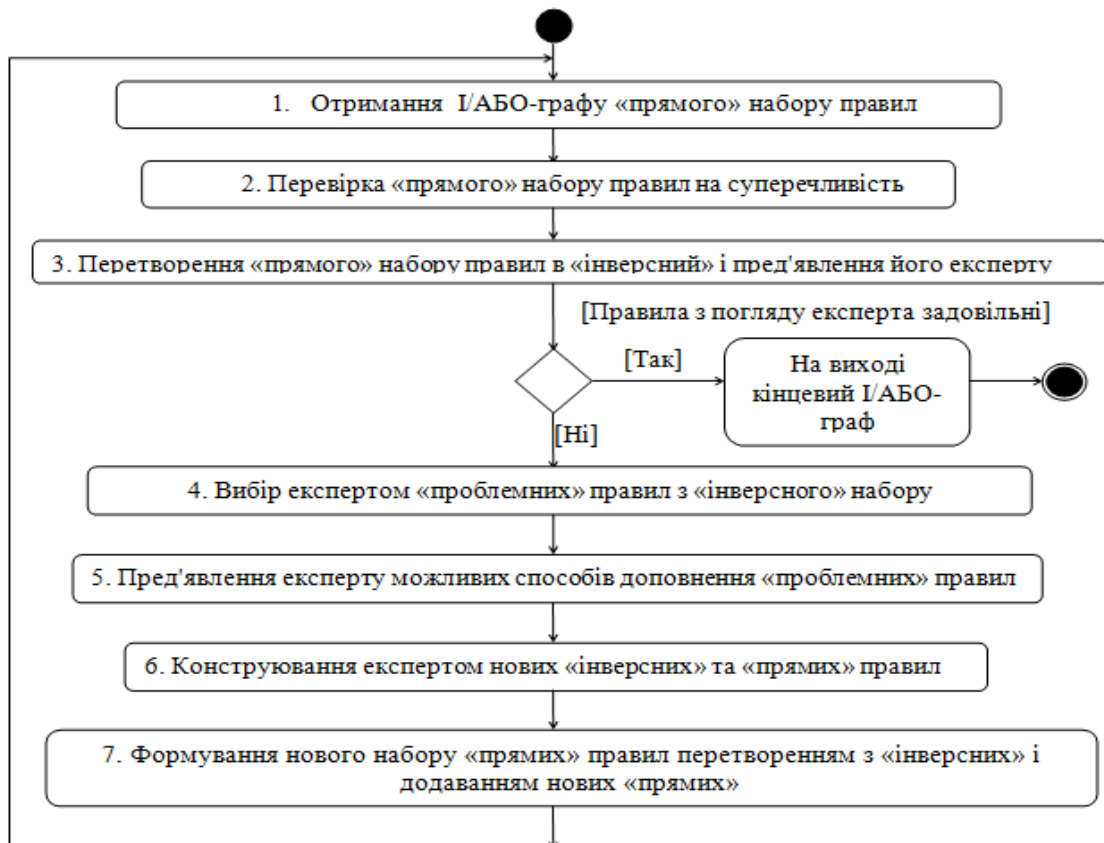 1. Отримання І/АБО-графу «прямого» набору правил
2. Перевірка «прямого» набору правил на суперечливість
3. Перетворення «прямого» набору правил в «інверсний» і пред'явлення його експерту
[Правила з погляду експерта задовільні]
[Так]
На виході
кінцевий І/АБО-
граф
[Ні]
4. Вибір експертом «проблемних» правил з «інверсного» набору
5. Пред'явлення експерту можливих способів доповнення «проблемних» правил
6. Конструювання експертом нових «інверсних» та «прямих» правил
7. Формування нового набору «прямих» правил перетворенням з «інверсних» і
додаванням нових «прямих»